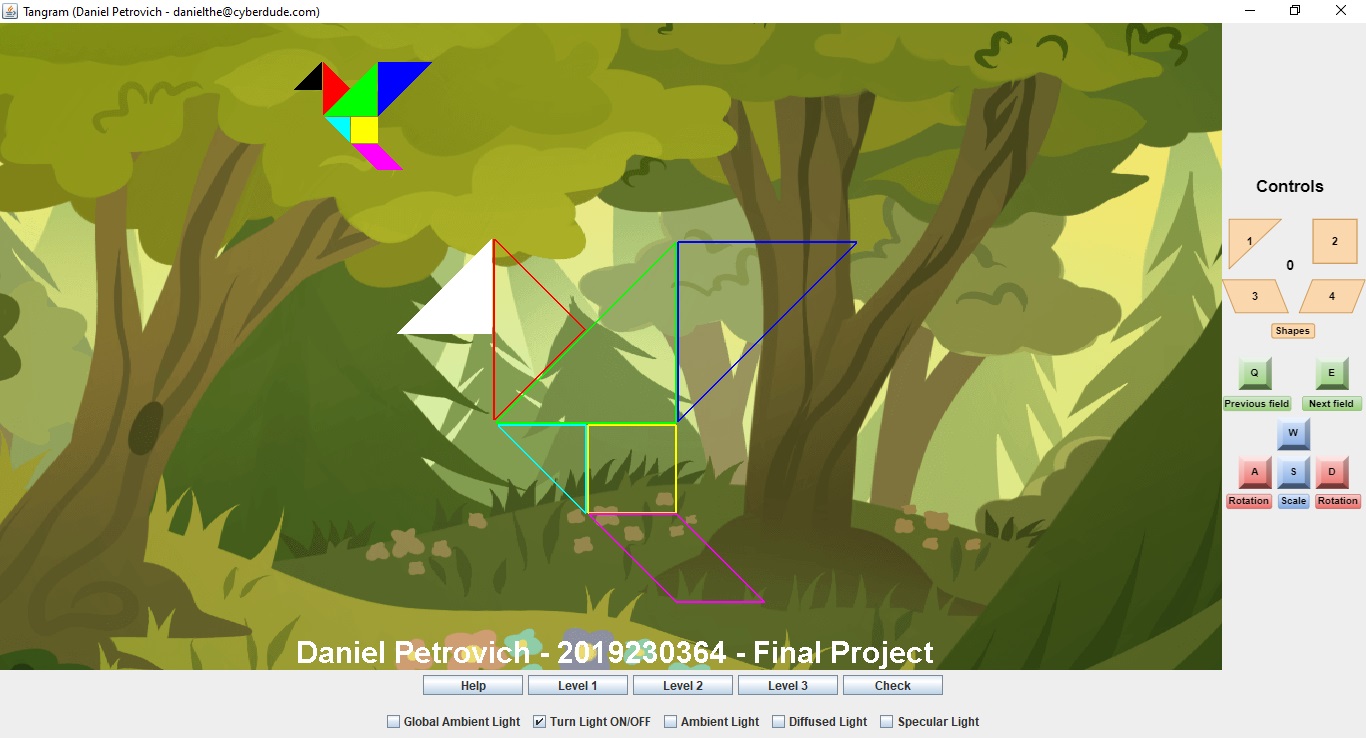 Tangram (Daniel Petrovich - danielthe@cyberdude.com)
Controls
1
2
0
3
4
Shapes
Q
E
Previous field
Next field
W
A
S
D
Rotation
Scale
Rotation
Daniel Petrovich - 2019230364 - Final Project
Help
Level 1
Level 2
Level 3
Check
Global Ambient Light
Turn Light ON/OFF
Ambient Light
Diffused Light
Specular Light